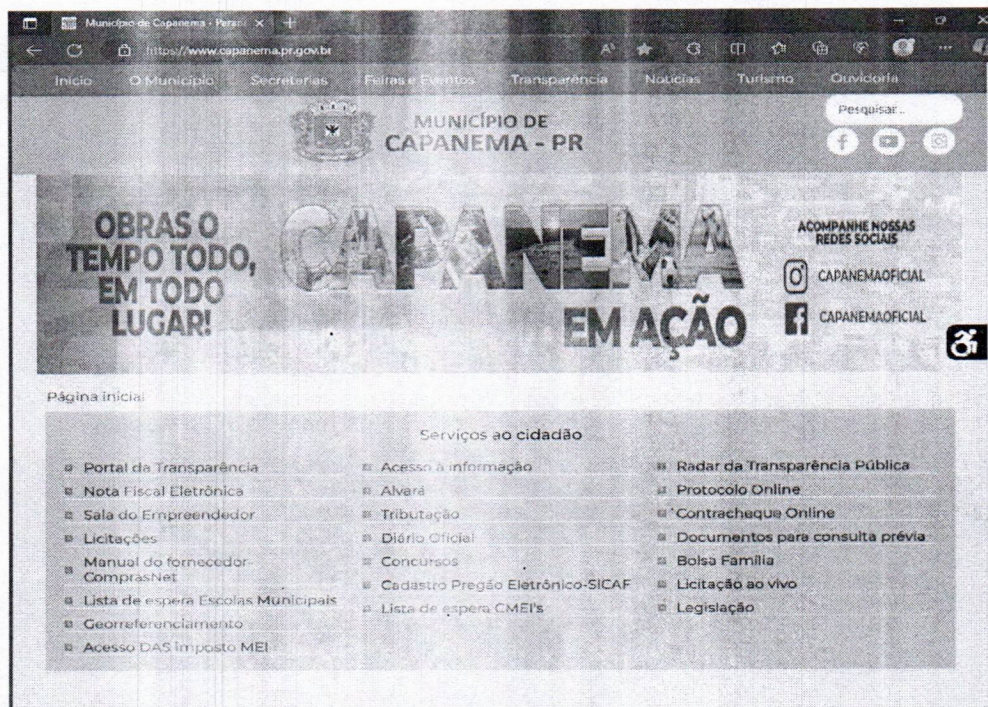 Município de Capanema - Paraná
https://www.capanema.pr.gov.br
Início O Município Secretarias Feiras e Eventos Transparência Notícias Turismo Ouvidoria
Pesquisar...
MUNICÍPIO DE
CAPANEMA - PR
OBRAS O
TEMPO TODO,
EM TODO
LUGAR!
CAPANEMA
EM AÇÃO
ACOMPANHE NOSSAS
REDES SOCIAIS
CAPANEMAOFICIAL
CAPANEMAOFICIAL
Página inicial
Serviços ao cidadão
Portal da Transparência
Nota Fiscal Eletrônica
Sala do Empreendedor
Licitações
Manual do fornecedor-
ComprasNet
Lista de espera Escolas Municipais
Georreferenciamento
Acesso DAS imposto MEI
Acesso à informação
Alvará
Tributação
Diário Oficial
Concursos
Cadastro Pregão Eletrônico-SICAF
Lista de espera CMEI's
Radar da Transparência Pública
Protocolo Online
Contracheque Online
Documentos para consulta prévia
Bolsa Família
Licitação ao vivo
Legislação